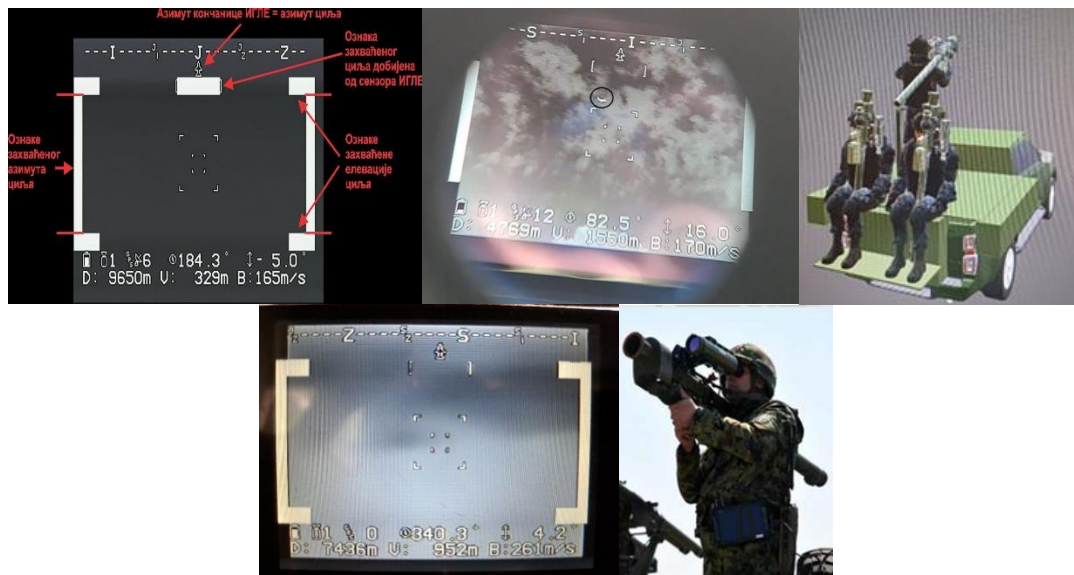 Азимут кончанице ИГЛЕ = азимут циља
Ознака
захваћеног
циља добијена
од сензора ИГЛЕ
Ознаке
захваћеног
азимута
циља
Ознаке
захваћене
елевације
циља
I J Z
184.3° - 5.0°
D: 9650m V: 329m B:165m/s
S I
12 82.5° 16.0°
D: 4769m V: 1550m B:170m/s
Z S I
0 340.3° 4.2°
D: 7436m V: 952m B:261m/s